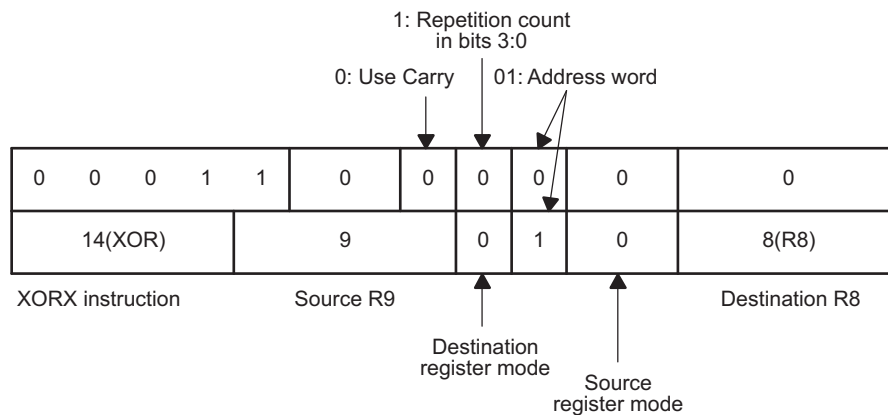 1: Repetition count
in bits 3:0
0: Use Carry
01: Address word
0 0 0 1 1 0 0 0 0 0 0
14(XOR) 9 0 1 0 8(R8)
XORX instruction
Source R9
Destination R8
Destination
register mode
Source
register mode